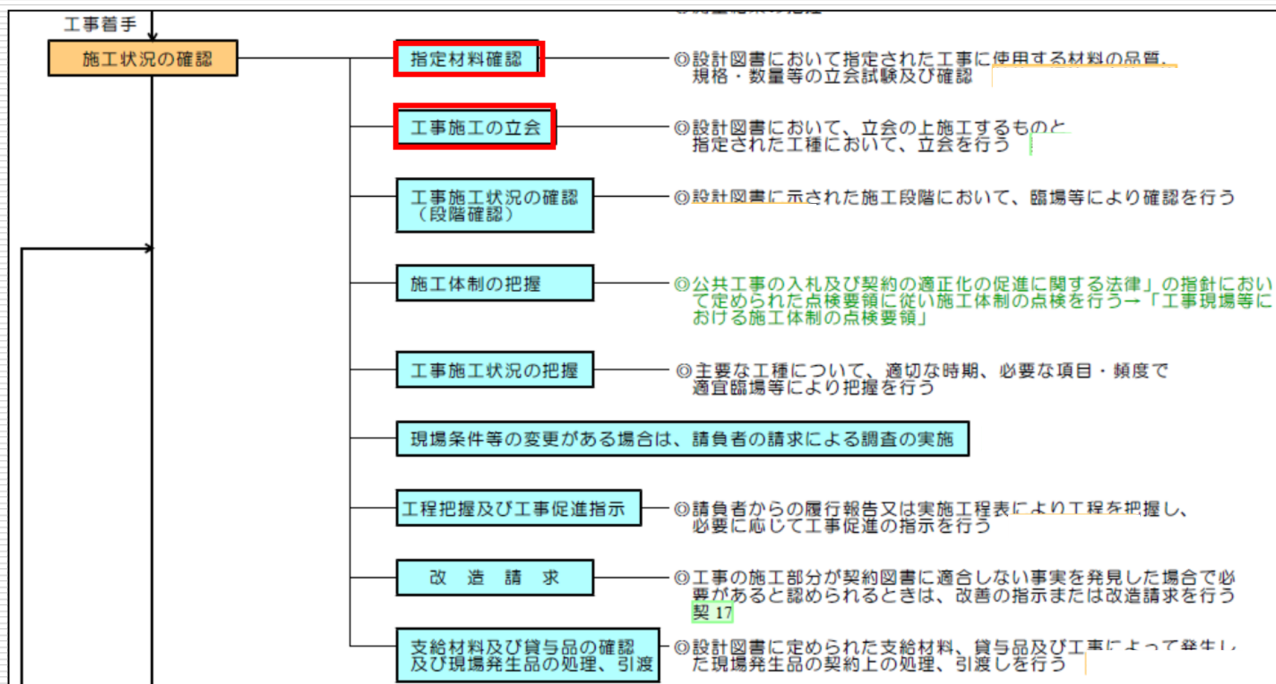 工事着手
施工状況の確認
指定材料確認
◎設計図書において指定された工事に使用する材料の品質、
規格・数量等の立会試験及び確認
工事施工の立会
◎設計図書において、立会の上施工するものと
指定された工種において、立会を行う
工事施工状況の確認
（段階確認）
◎設計図書に示された施工段階において、臨場等により確認を行う
施工体制の把握
◎公共工事の入札及び契約の適正化の促進に関する法律」の指針におい
て定められた点検要領に従い施工体制の点検を行う→「工事現場等に
おける施工体制の点検要領」
工事施工状況の把握
◎主要な工種について、適切な時期、必要な項目・頻度で
適宜臨場等により把握を行う
現場条件等の変更がある場合は、請負者の請求による調査の実施
工程把握及び工事促進指示
◎請負者からの履行報告又は実施工程表により工程を把握し、
必要に応じて工事促進の指示を行う
改 造 請 求
◎工事の施工部分が契約図書に適合しない事実を発見した場合で必
要があると認められるときは、改善の指示または改造請求を行う
契 17
支給材料及び貸与品の確認
及び現場発生品の処理、引渡
◎設計図書に定められた支給材料、貸与品及び工事によって発生し
た現場発生品の契約上の処理、引渡しを行う